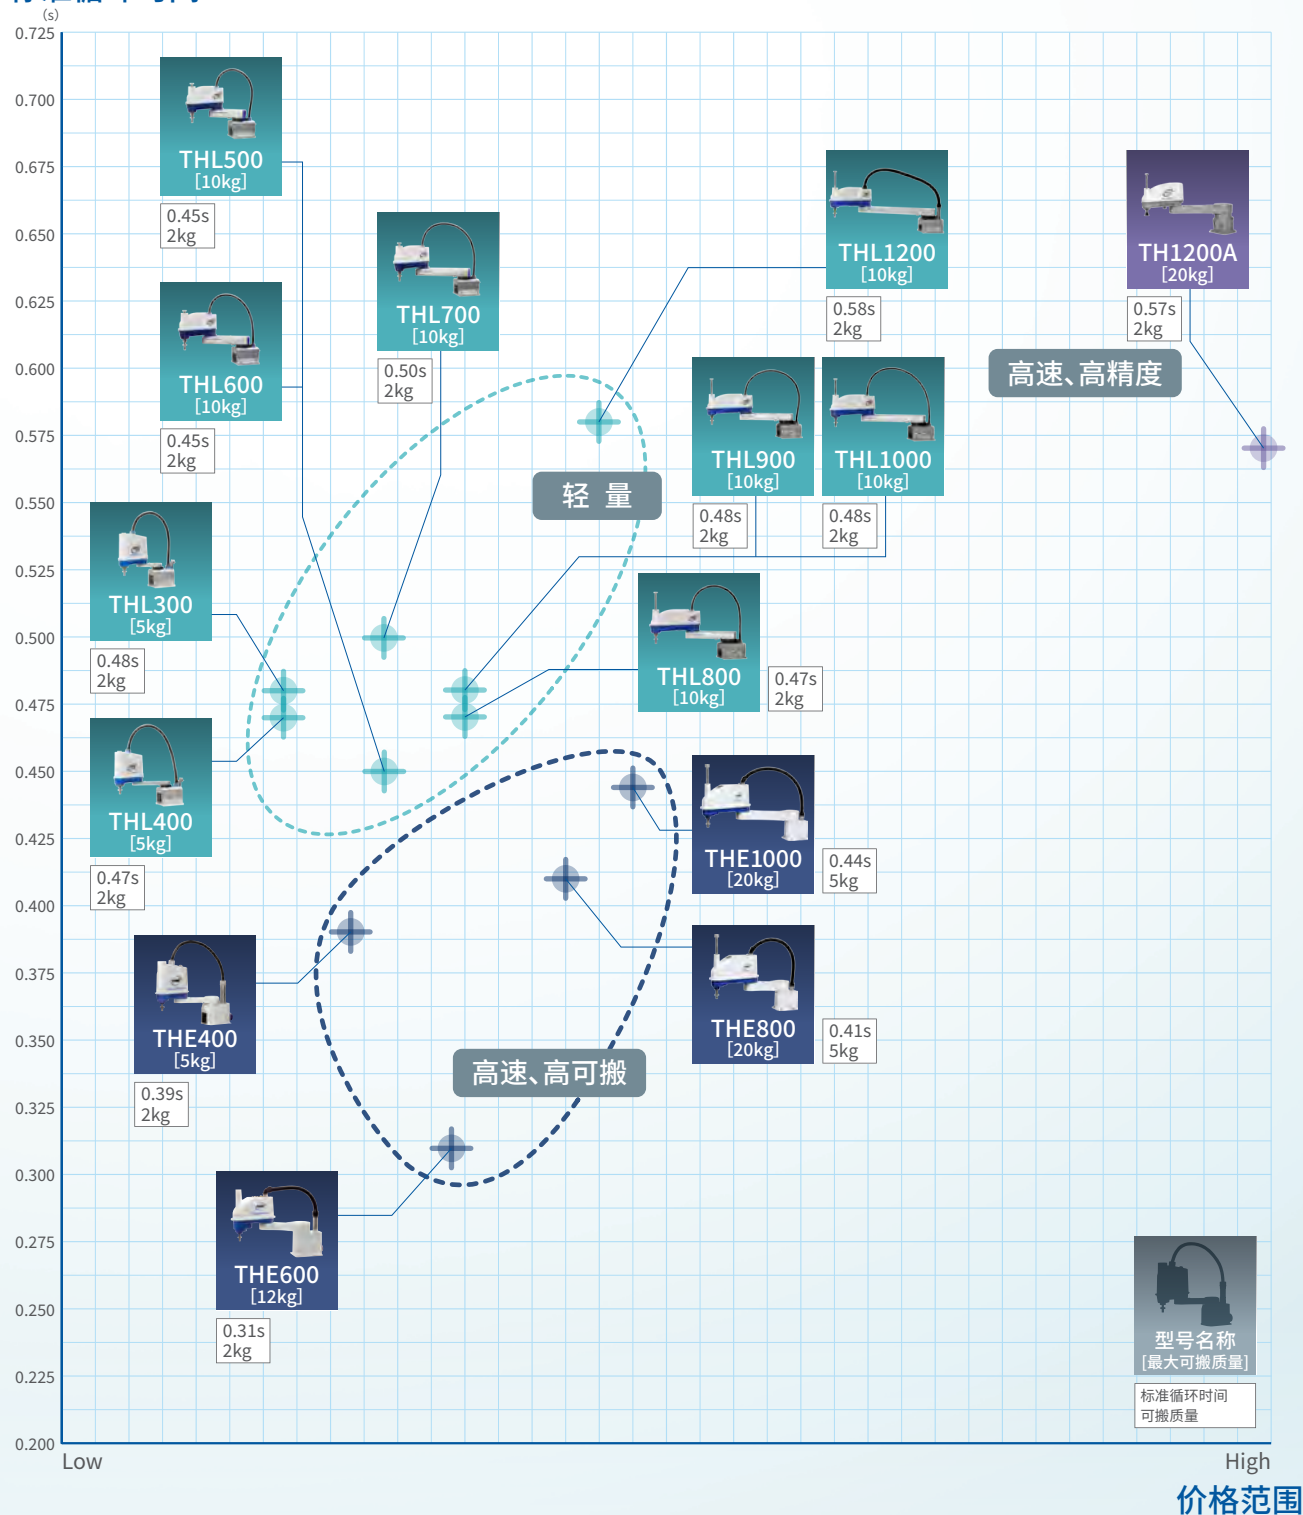 (s)
0.725
0.700
0.675
0.650
0.625
0.600
0.575
0.550
0.525
0.500
0.475
0.450
0.425
0.400
0.375
0.350
0.325
0.300
0.275
0.250
0.225
0.200
THL500
[10kg]
0.45s
2kg
THL600
[10kg]
0.45s
2kg
THL700
[10kg]
0.50s
2kg
THL1200
[10kg]
0.58s
2kg
TH1200A
[20kg]
0.57s
2kg
高速、高精度
THL900
[10kg]
0.48s
2kg
THL1000
[10kg]
0.48s
2kg
轻 量
THL300
[5kg]
0.48s
2kg
THL800
[10kg]
0.47s
2kg
THL400
[5kg]
0.47s
2kg
THE1000
[20kg]
0.44s
5kg
THE800
[20kg]
0.41s
5kg
THE400
[5kg]
0.39s
2kg
高速、高可搬
THE600
[12kg]
0.31s
2kg
型号名称
[最大可搬质量]
标准循环时间
可搬质量
Low
High
价格范围